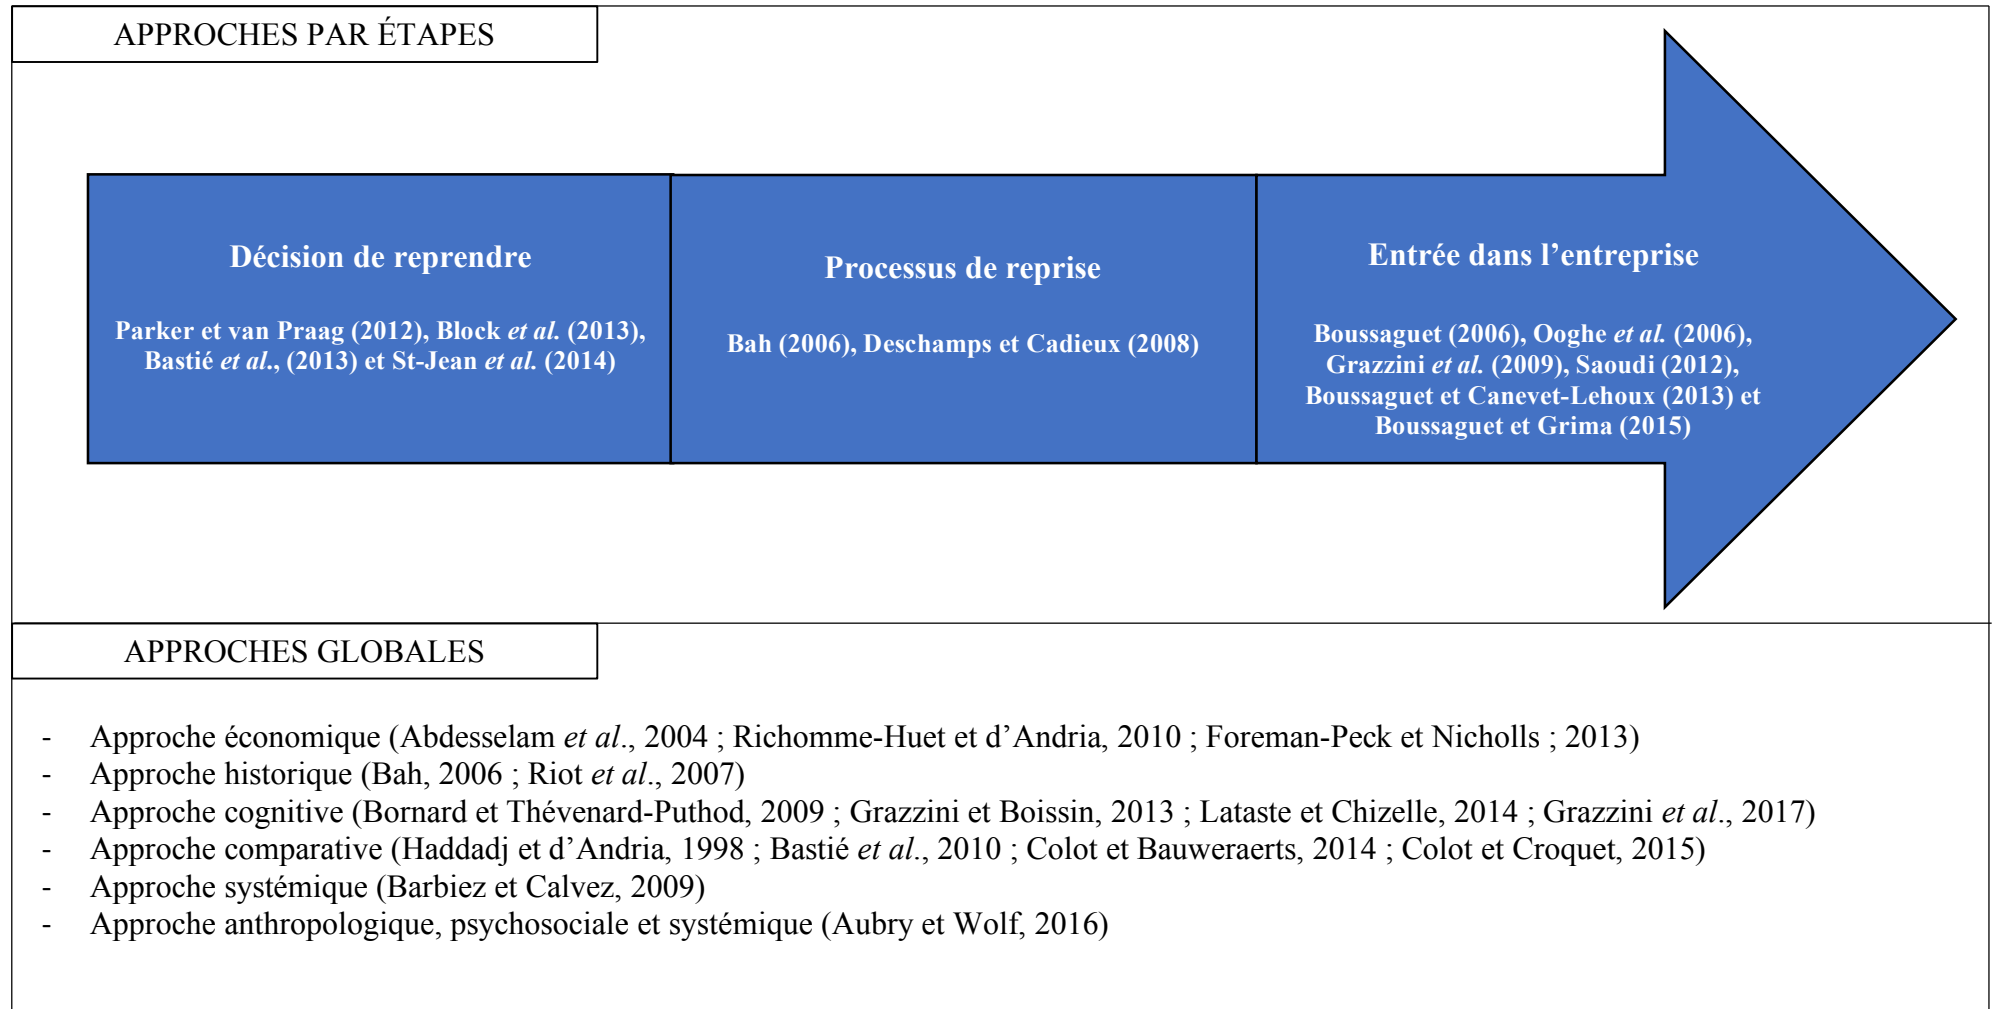 APPROCHES PAR ÉTAPES
Décision de reprendre
Parker et van Praag (2012), Block et al. (2013),
Bastié et al., (2013) et St-Jean et al. (2014)
Processus de reprise
Bah (2006), Deschamps et Cadieux (2008)
Entrée dans l’entreprise
Boussaguet (2006), Ooghe et al. (2006),
Grazzini et al. (2009), Saoudi (2012),
Boussaguet et Canevet-Lehoux (2013) et
Boussaguet et Grima (2015)
APPROCHES GLOBALES
- Approche économique (Abdesselam et al., 2004 ; Richomme-Huet et d’Andria, 2010 ; Foreman-Peck et Nicholls ; 2013)
- Approche historique (Bah, 2006 ; Riot et al., 2007)
- Approche cognitive (Bornard et Thévenard-Puthod, 2009 ; Grazzini et Boissin, 2013 ; Lataste et Chizelle, 2014 ; Grazzini et al., 2017)
- Approche comparative (Haddadj et d’Andria, 1998 ; Bastié et al., 2010 ; Colot et Bauweraerts, 2014 ; Colot et Croquet, 2015)
- Approche systémique (Barbiez et Calvez, 2009)
- Approche anthropologique, psychosociale et systémique (Aubry et Wolf, 2016)